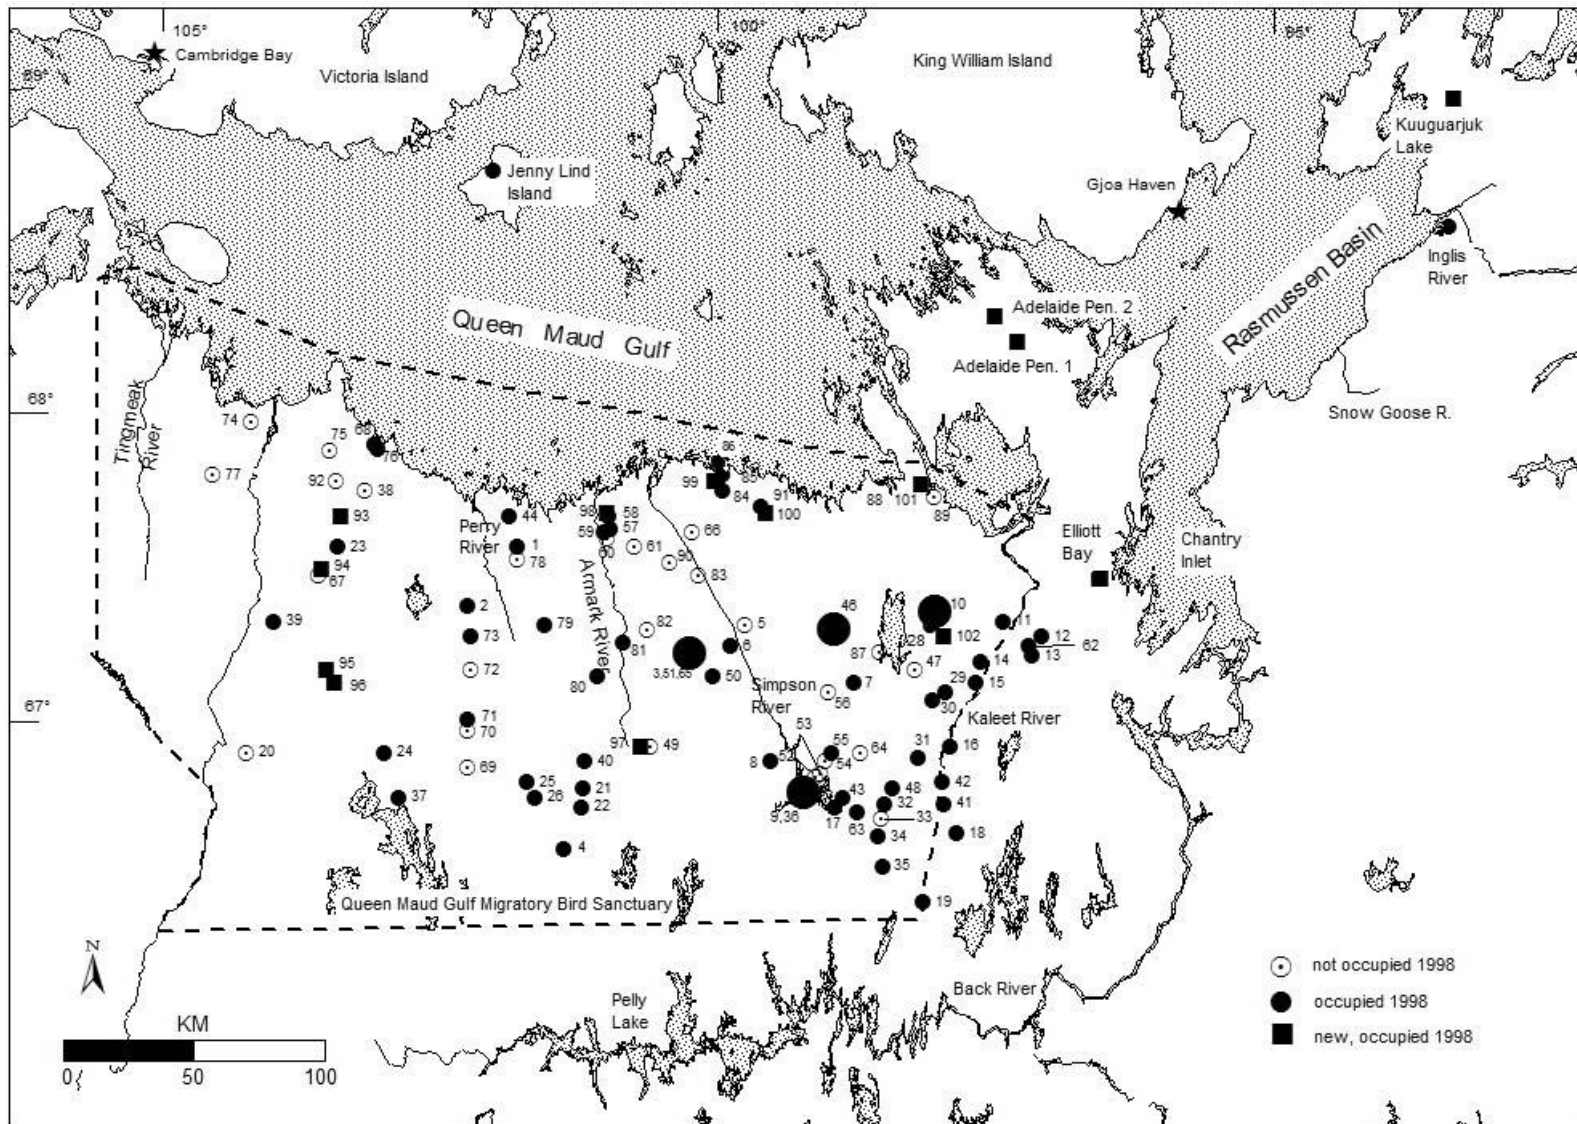 105°
100°
95°
Cambridge Bay
69°
Victoria Island
King William Island
Kuuguarjuk
Lake
Jenny Lind
Island
Gjoa Haven
Inglis
River
Rasmussen Basin
Adelaide Pen. 2
Queen Maud Gulf
Adelaide Pen. 1
68°
Snow Goose R.
Tingmeak
River
74
75
68
76
77
92
38
86
85
99
84
91
100
88
101
89
93
44
98
58
57
59
60
61
66
90
83
Perry
River
1
78
23
94
67
Elliott
Bay
Chantry
Inlet
Armark River
39
2
73
79
82
81
5
6
46
10
28
102
11
12
62
13
14
87
47
72
95
96
80
3,51,65
50
Simpson
River
56
7
29
30
15
67°
Kaleet River
71
70
20
24
69
97
49
53
52
8
55
54
64
31
16
40
25
26
21
22
37
9,36
43
17
48
32
33
63
34
42
41
18
4
35
19
Queen Maud Gulf Migratory Bird Sanctuary
N
KM
0 50 100
Pelly
Lake
Back River
not occupied 1998
occupied 1998
new, occupied 1998